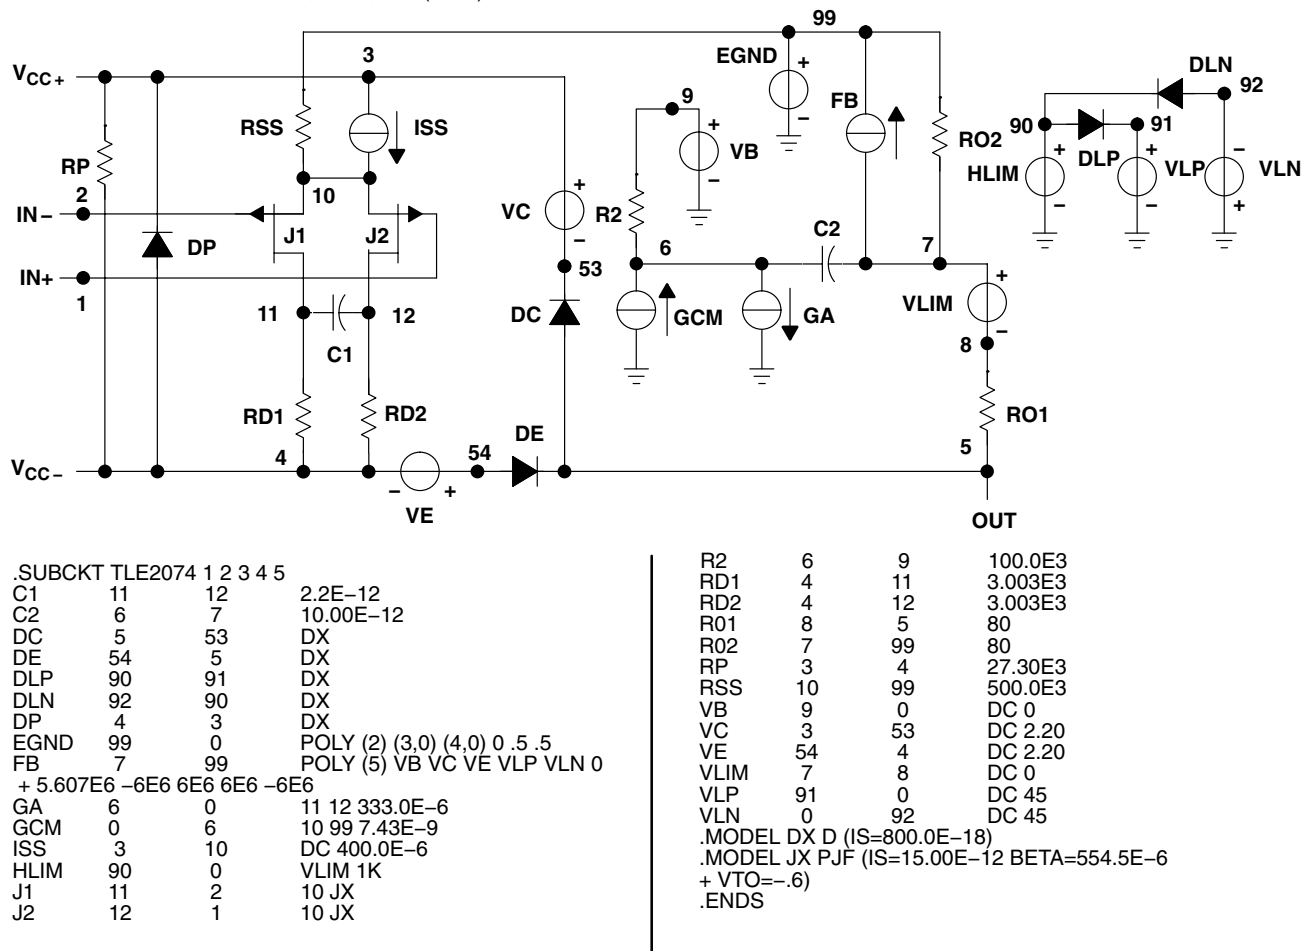 99
3
EGND
+
DLN
92
VCC+
9
FB
RSS
ISS
+
VB
–
RO2
90
91
–
RP
DLP
HLIM
+
–
+
–
VLP
–
+
VLN
2
10
+
VC
–
R2
C2
IN–
J1
J2
DP
6
7
IN+
53
+
1
11
12
DC
GCM
GA
VLIM
–
C1
8
RD1
RD2
RO1
DE
5
VCC–
4
54
–
+
VE
OUT
.SUBCKT TLE2074 1 2 3 4 5
C1 11 12 2.2E–12
C2 6 7 10.00E–12
DC 5 53 DX
DE 54 5 DX
DLP 90 91 DX
DLN 92 90 DX
DP 4 3 DX
EGND 99 0 POLY (2) (3,0) (4,0) 0 .5 .5
FB 7 99 POLY (5) VB VC VE VLP VLN 0
+ 5.607E6 –6E6 6E6 6E6 –6E6
GA 6 0 11 12 333.0E–6
GCM 0 6 10 99 7.43E–9
ISS 3 10 DC 400.0E–6
HLIM 90 0 VLIM 1K
J1 11 2 10 JX
J2 12 1 10 JX
R2 6 9 100.0E3
RD1 4 11 3.003E3
RD2 4 12 3.003E3
R01 8 5 80
R02 7 99 80
RP 3 4 27.30E3
RSS 10 99 500.0E3
VB 9 0 DC 0
VC 3 53 DC 2.20
VE 54 4 DC 2.20
VLIM 7 8 DC 0
VLP 91 0 DC 45
VLN 0 92 DC 45
.MODEL DX D (IS=800.0E–18)
.MODEL JX PJF (IS=15.00E–12 BETA=554.5E–6
+ VTO=–.6)
.ENDS